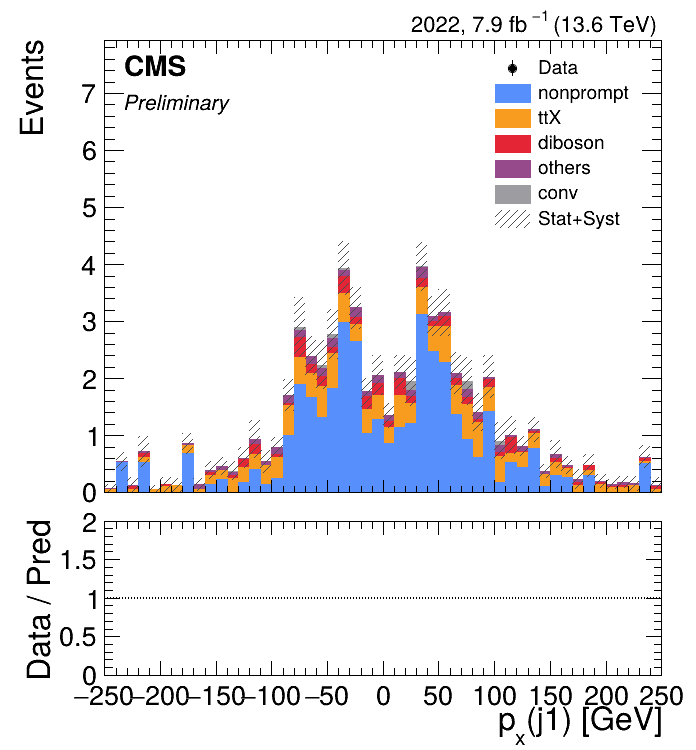 2022, 7.9 fb⁻¹ (13.6 TeV)
CMS
Preliminary
Events
Data
nonprompt
ttX
diboson
others
conv
Stat+Syst
7
6
5
4
3
2
1
0
Data / Pred
2
1.5
1
0.5
0
−250 −200 −150 −100 −50 0 50 100 150 200 250
pₓ(j1) [GeV]